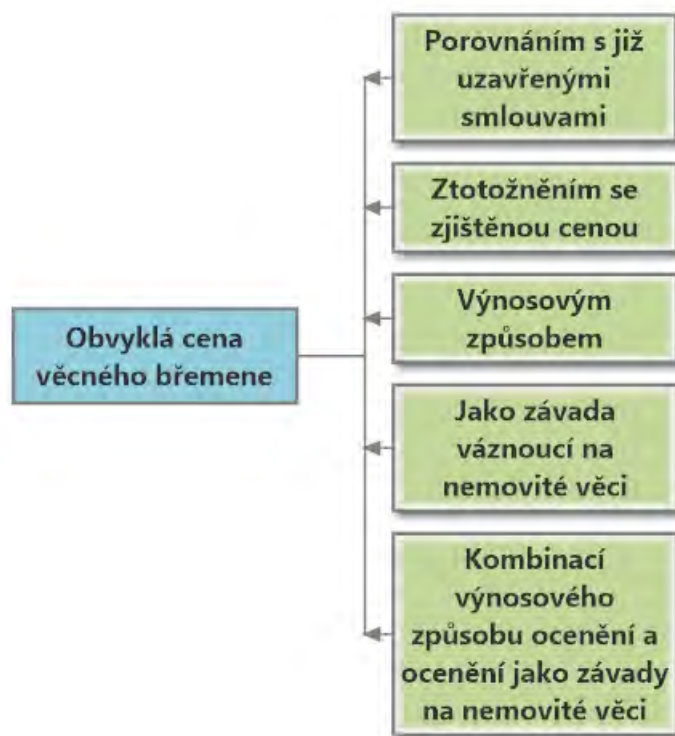 Obvyklá cena
věcného břemene
Porovnáním s již
uzavřenými
smlouvami
Ztotožněním se
zjištěnou cenou
Výnosovým
způsobem
Jako závada
váznoucí na
nemovité věci
Kombinací
výnosového
způsobu ocenění a
ocenění jako závady
na nemovité věci